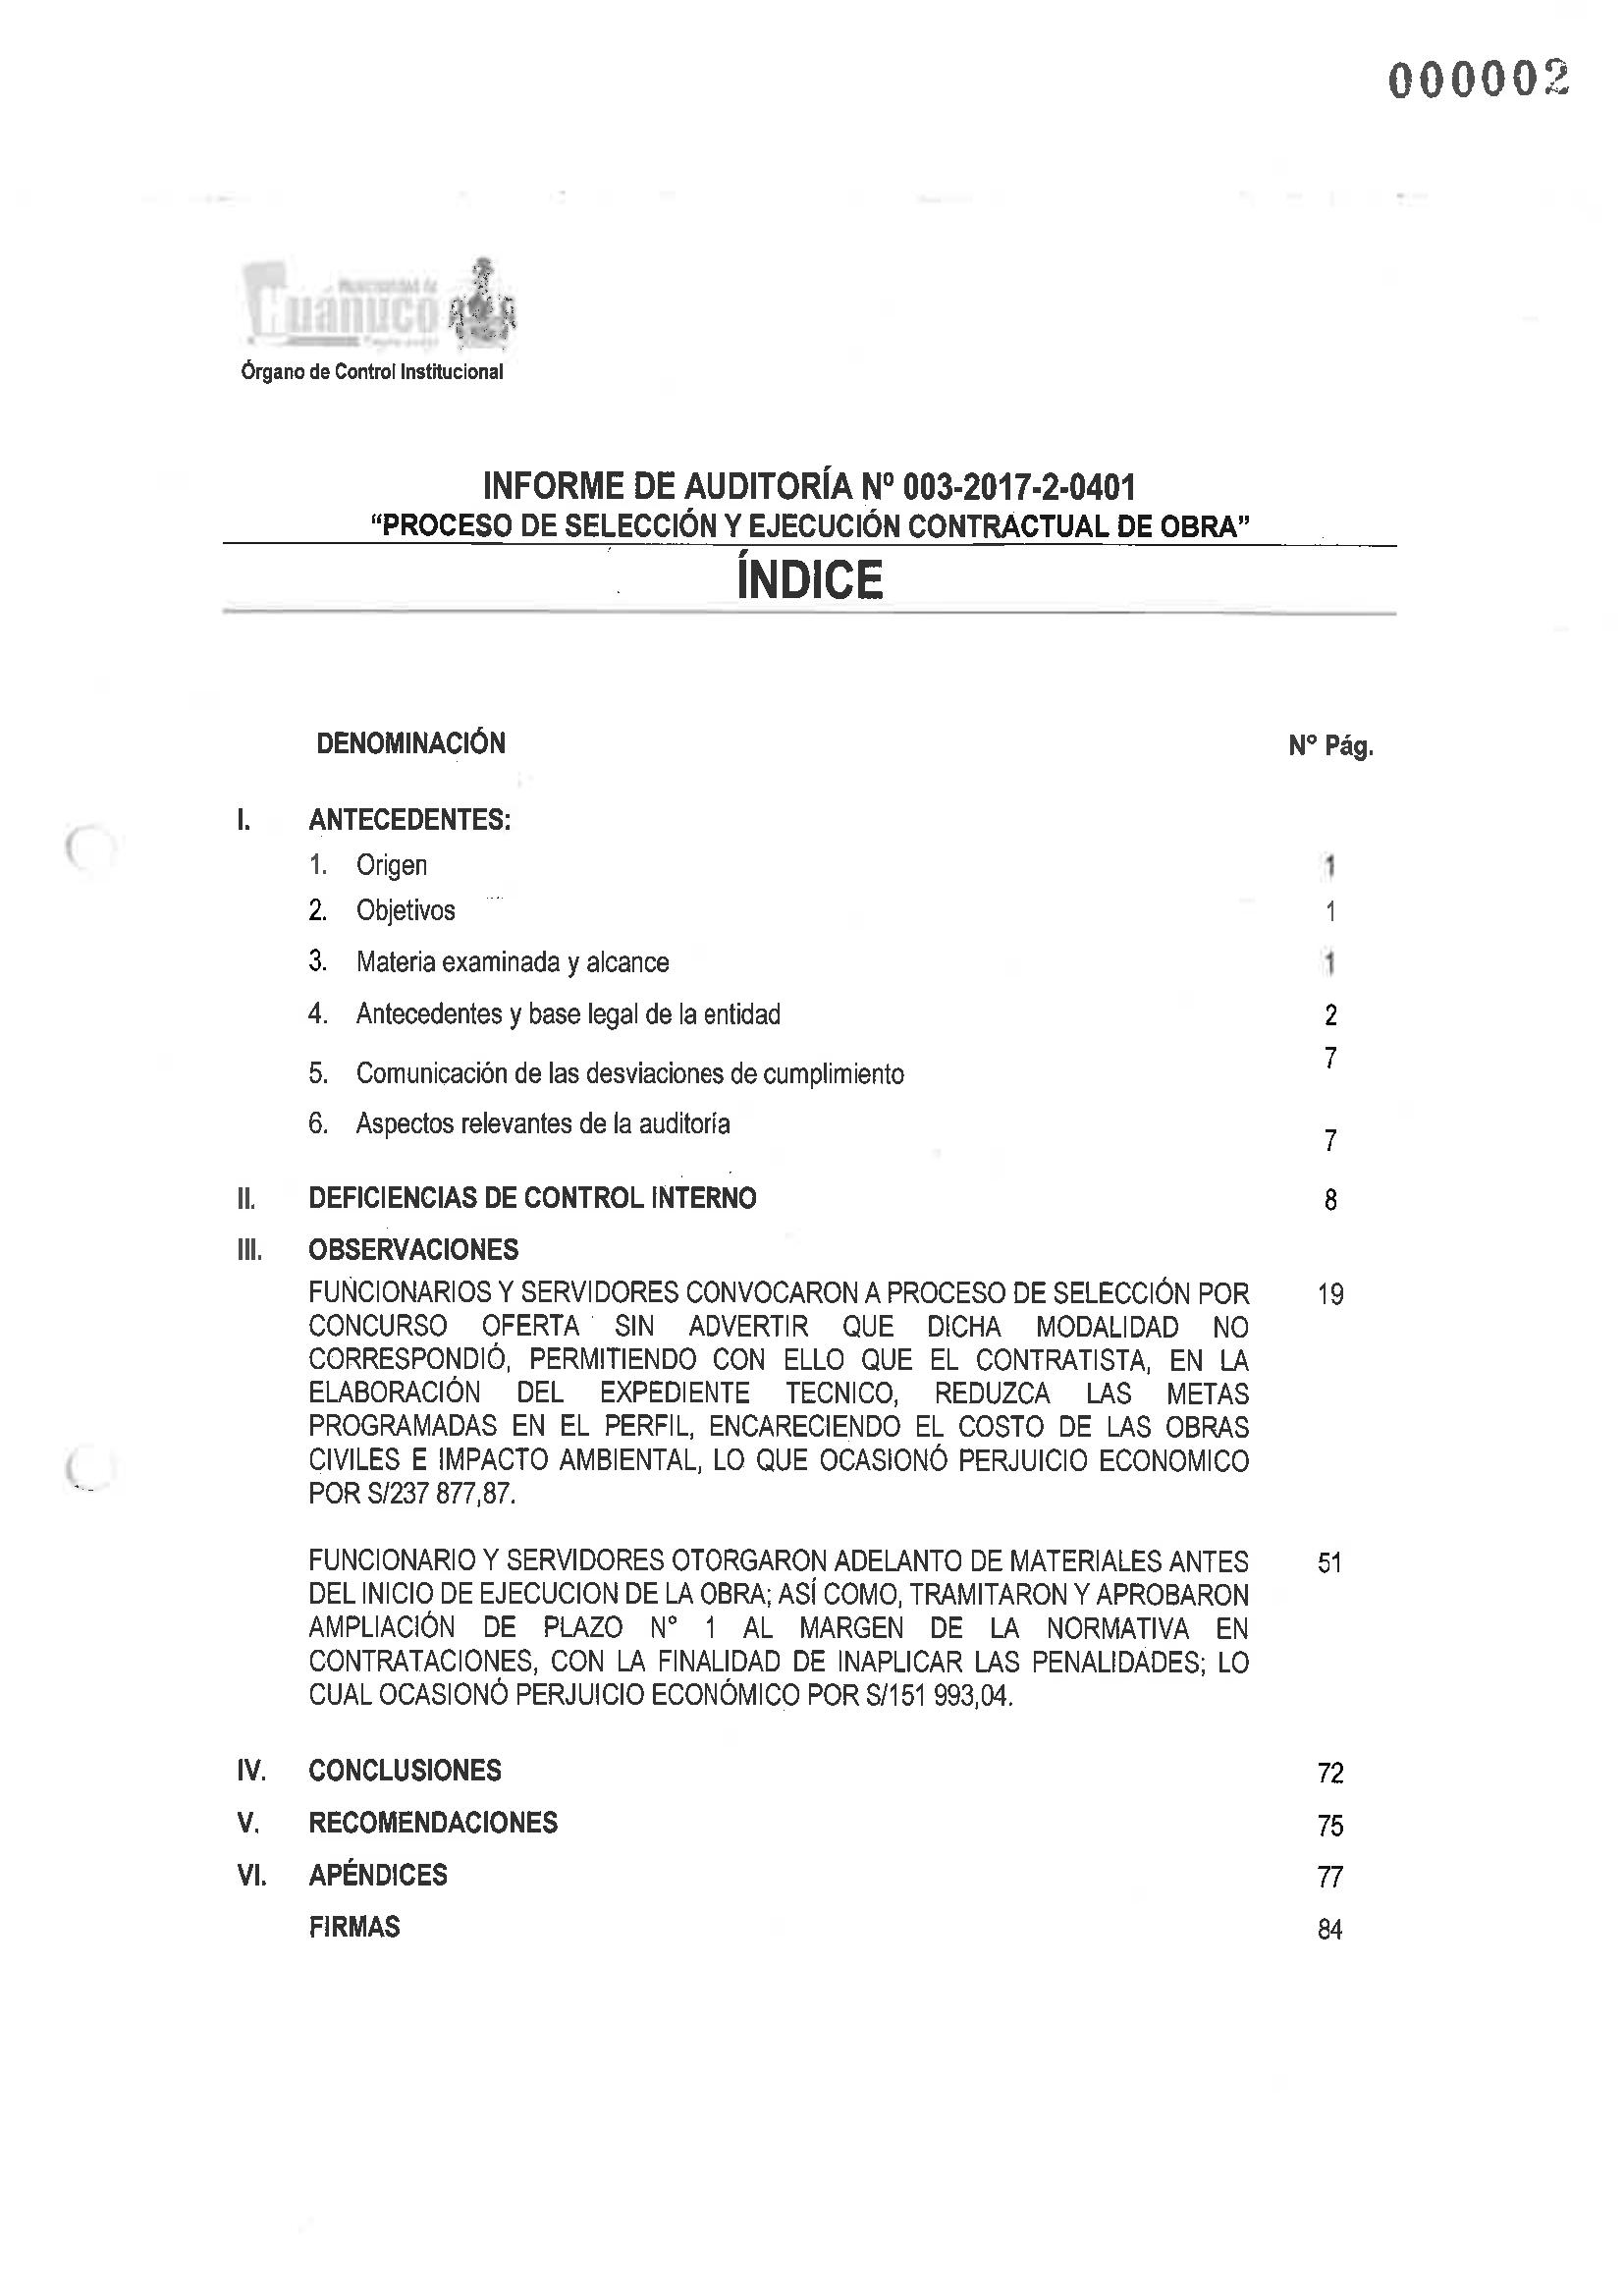 000002
Municipalidad de
Huánuco
Órgano de Control Institucional
INFORME DE AUDITORÍA Nº 003-2017-2-0401
“PROCESO DE SELECCIÓN Y EJECUCIÓN CONTRACTUAL DE OBRA”
ÍNDICE
DENOMINACIÓN Nº Pág.
I. ANTECEDENTES:
1. Origen 1
2. Objetivos 1
3. Materia examinada y alcance 1
4. Antecedentes y base legal de la entidad 2
5. Comunicación de las desviaciones de cumplimiento 7
6. Aspectos relevantes de la auditoría 7
II. DEFICIENCIAS DE CONTROL INTERNO 8
III. OBSERVACIONES
FUNCIONARIOS Y SERVIDORES CONVOCARON A PROCESO DE SELECCIÓN POR 19
CONCURSO OFERTA SIN ADVERTIR QUE DICHA MODALIDAD NO
CORRESPONDIÓ, PERMITIENDO CON ELLO QUE EL CONTRATISTA, EN LA
ELABORACIÓN DEL EXPEDIENTE TECNICO, REDUZCA LAS METAS
PROGRAMADAS EN EL PERFIL, ENCARECIENDO EL COSTO DE LAS OBRAS
CIVILES E IMPACTO AMBIENTAL, LO QUE OCASIONÓ PERJUICIO ECONOMICO
POR S/237 877,87.
FUNCIONARIO Y SERVIDORES OTORGARON ADELANTO DE MATERIALES ANTES 51
DEL INICIO DE EJECUCION DE LA OBRA; ASÍ COMO, TRAMITARON Y APROBARON
AMPLIACIÓN DE PLAZO Nº 1 AL MARGEN DE LA NORMATIVA EN
CONTRATACIONES, CON LA FINALIDAD DE INAPLICAR LAS PENALIDADES; LO
CUAL OCASIONÓ PERJUICIO ECONÓMICO POR S/151 993,04.
IV. CONCLUSIONES 72
V. RECOMENDACIONES 75
VI. APÉNDICES 77
FIRMAS 84